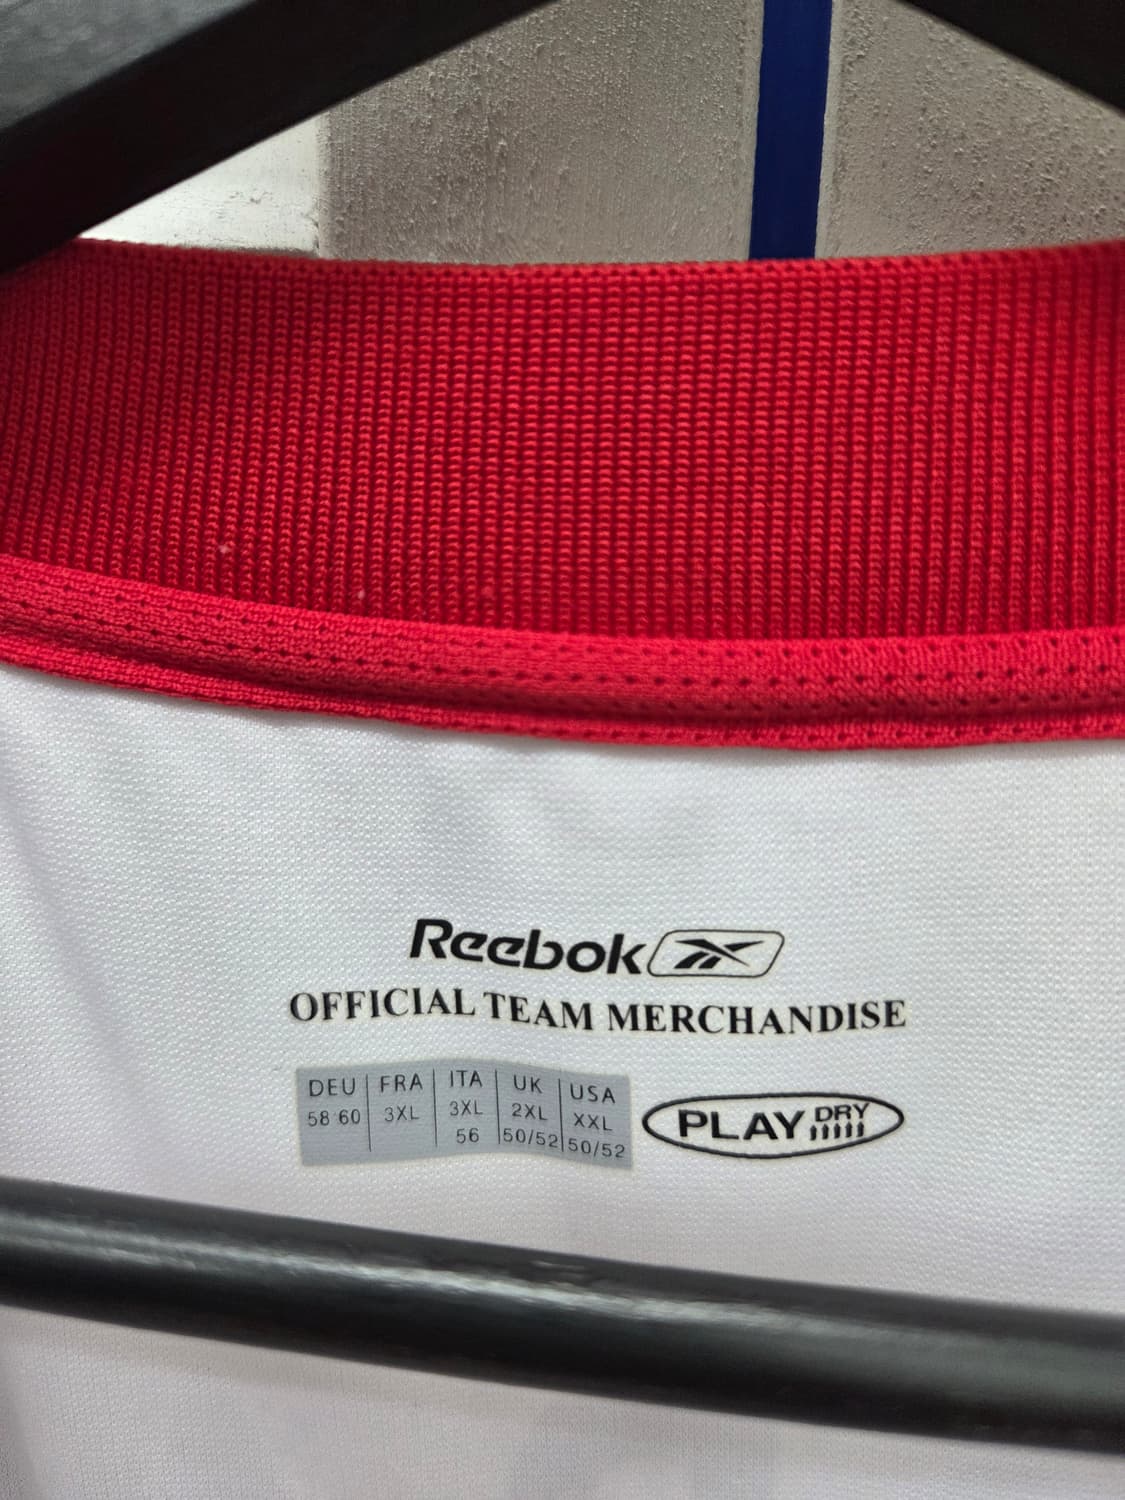 Reebok
OFFICIAL TEAM MERCHANDISE
DEU FRA ITA UK USA
58 60 3XL 3XL 2XL XXL
56 50/52 50/52
PLAY DRY